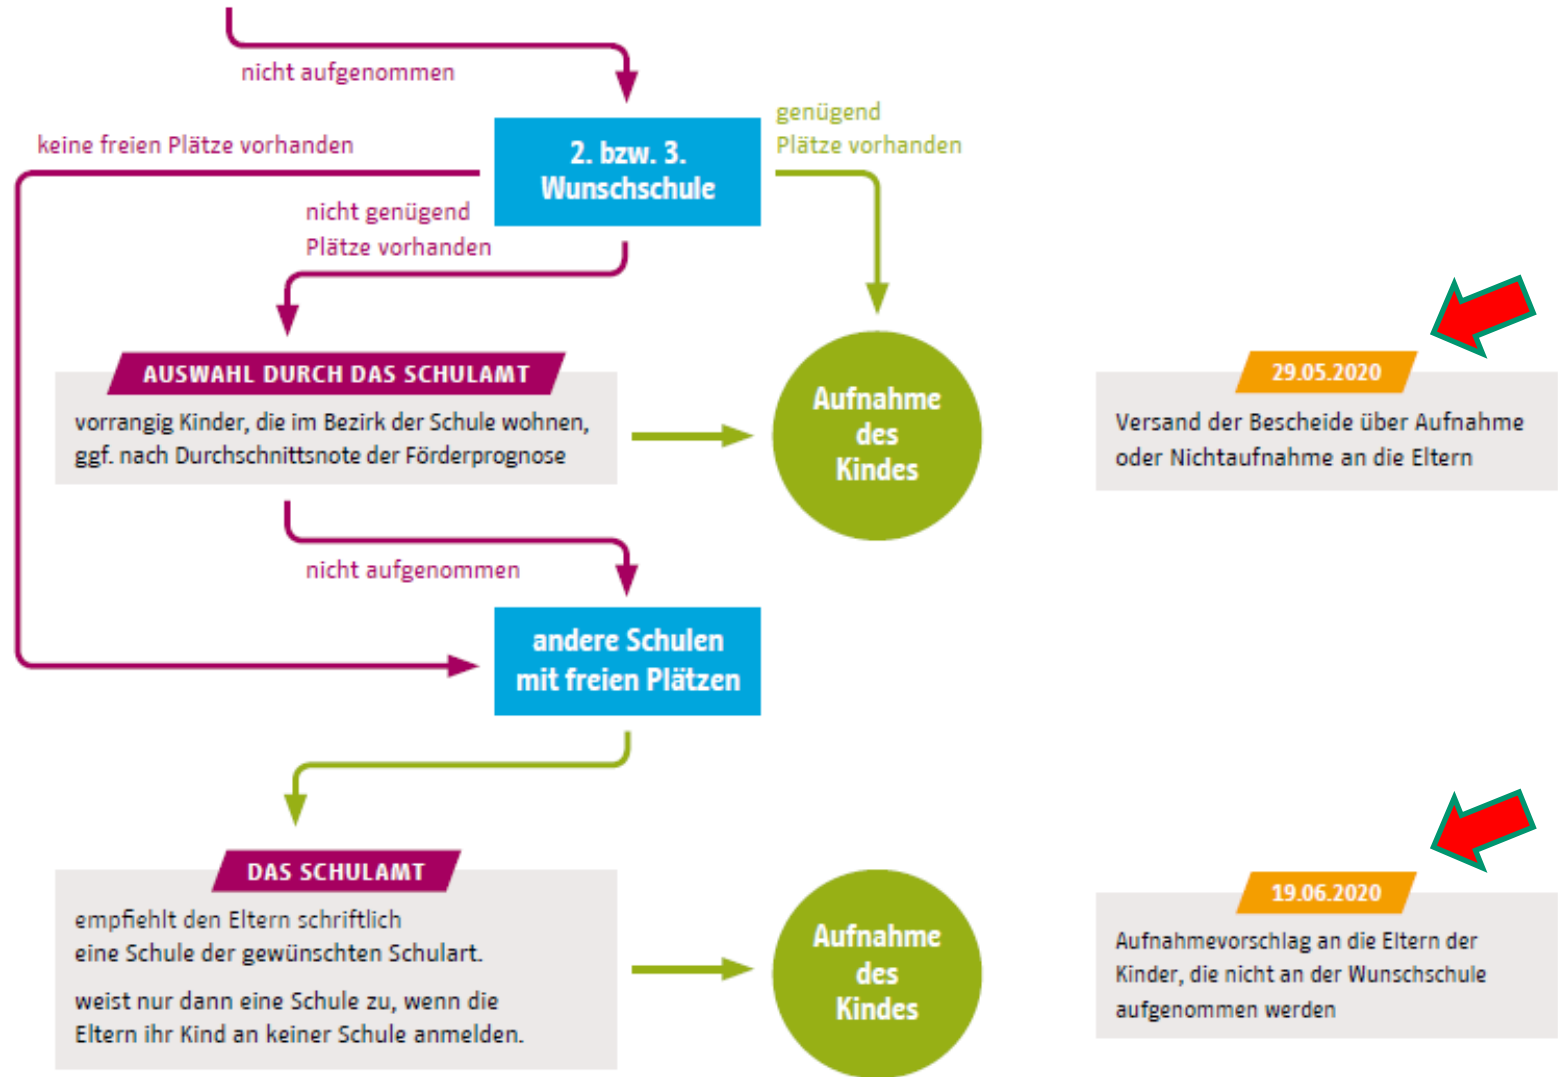 nicht aufgenommen
genügend
Plätze vorhanden
keine freien Plätze vorhanden
2. bzw. 3.
Wunschschule
nicht genügend
Plätze vorhanden
AUSWAHL DURCH DAS SCHULAMT
vorrangig Kinder, die im Bezirk der Schule wohnen,
ggf. nach Durchschnittsnote der Förderprognose
Aufnahme
des
Kindes
29.05.2020
Versand der Bescheide über Aufnahme
oder Nichtaufnahme an die Eltern
nicht aufgenommen
andere Schulen
mit freien Plätzen
DAS SCHULAMT
empfiehlt den Eltern schriftlich
eine Schule der gewünschten Schulart.
weist nur dann eine Schule zu, wenn die
Eltern ihr Kind an keiner Schule anmelden.
Aufnahme
des
Kindes
19.06.2020
Aufnahmevorschlag an die Eltern der
Kinder, die nicht an der Wunschschule
aufgenommen werden